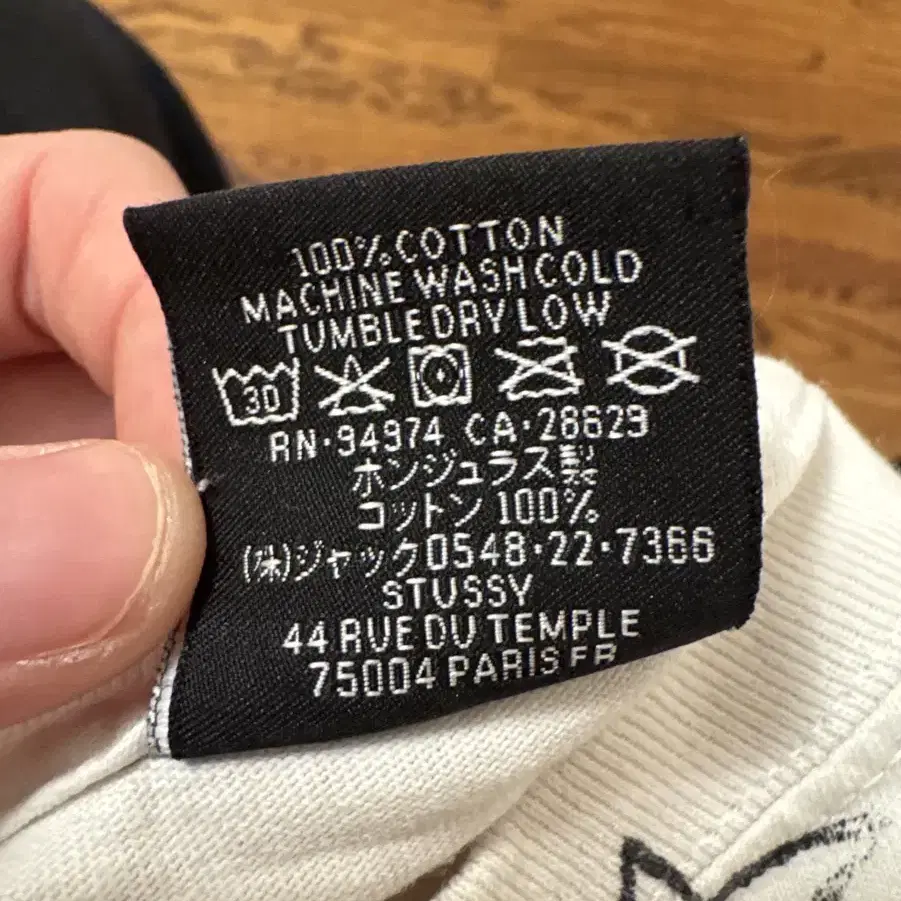 100% COTTON
MACHINE WASH COLD
TUMBLE DRY LOW
30
RN·94974 CA·28629
ホンジュラス製
コットン 100%
(株)ジャック0548·22·7366
STUSSY
44 RUE DU TEMPLE
75004 PARIS FR